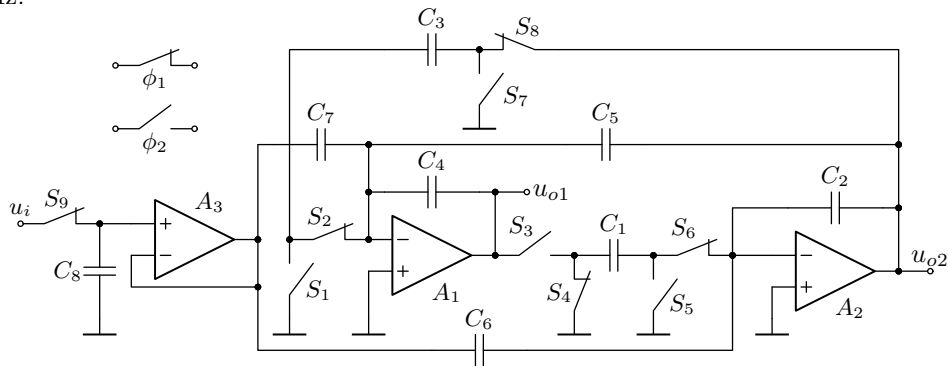 nz.
C₃
S₈
ϕ₁
S₇
ϕ₂
C₇
C₅
C₄
C₂
uᵢ
S₉
A₃
+
−
S₂
uₒ₁
S₃
C₁
S₆
−
+
A₁
−
+
A₂
uₒ₂
C₈
S₁
S₄
S₅
C₆